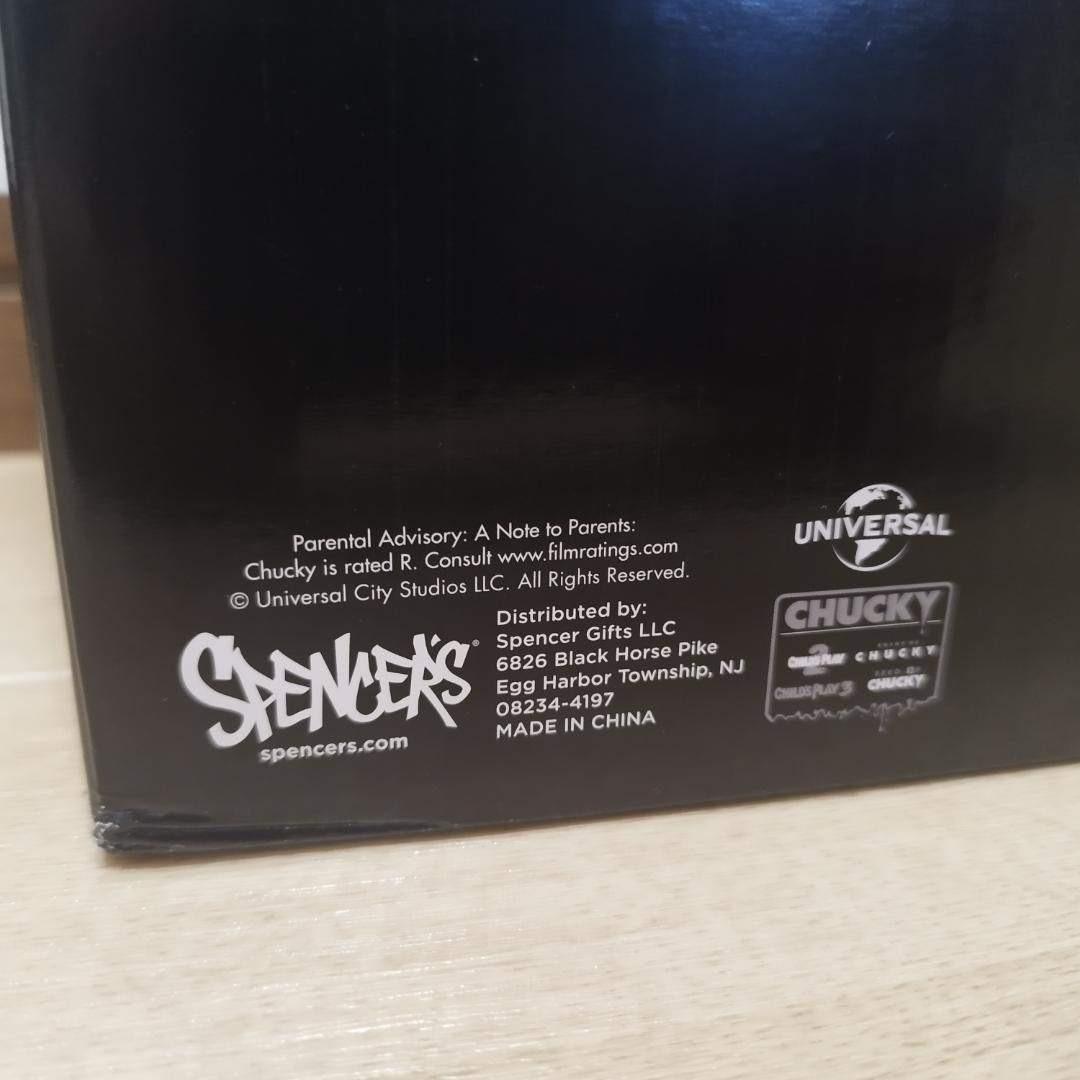 Parental Advisory: A Note to Parents:
Chucky is rated R. Consult www.filmratings.com
© Universal City Studios LLC. All Rights Reserved.
SPENCER'S®
spencers.com
Distributed by:
Spencer Gifts LLC
6826 Black Horse Pike
Egg Harbor Township, NJ
08234-4197
MADE IN CHINA
UNIVERSAL
CHUCKY
CHILD'S PLAY 2
CHUCKY
CHILD'S PLAY 3
CHUCKY